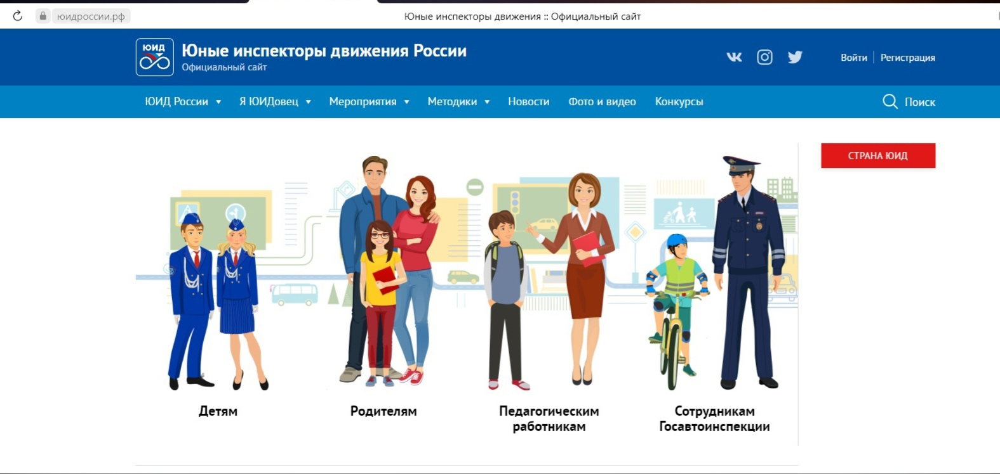 юидроссии.рф
Юные инспекторы движения :: Официальный сайт
ЮИД
Юные инспекторы движения России
Официальный сайт
Войти
Регистрация
ЮИД России
Я ЮИДовец
Мероприятия
Методики
Новости
Фото и видео
Конкурсы
Поиск
СТРАНА ЮИД
Детям
Родителям
Педагогическим
работникам
Сотрудникам
Госавтоинспекции